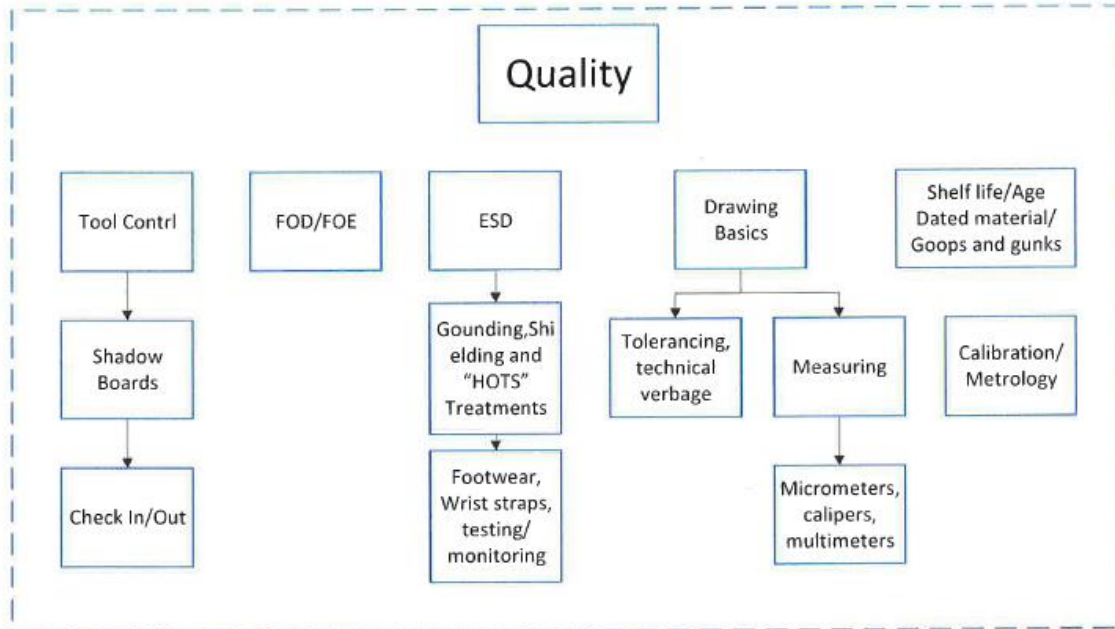 Quality
Tool Contrl
FOD/FOE
ESD
Drawing
Basics
Shelf life/Age
Dated material/
Goops and gunks
Shadow
Boards
Gounding,Shi
elding and
“HOTS”
Treatments
Tolerancing,
technical
verbage
Measuring
Calibration/
Metrology
Check In/Out
Footwear,
Wrist straps,
testing/
monitoring
Micrometers,
calipers,
multimeters